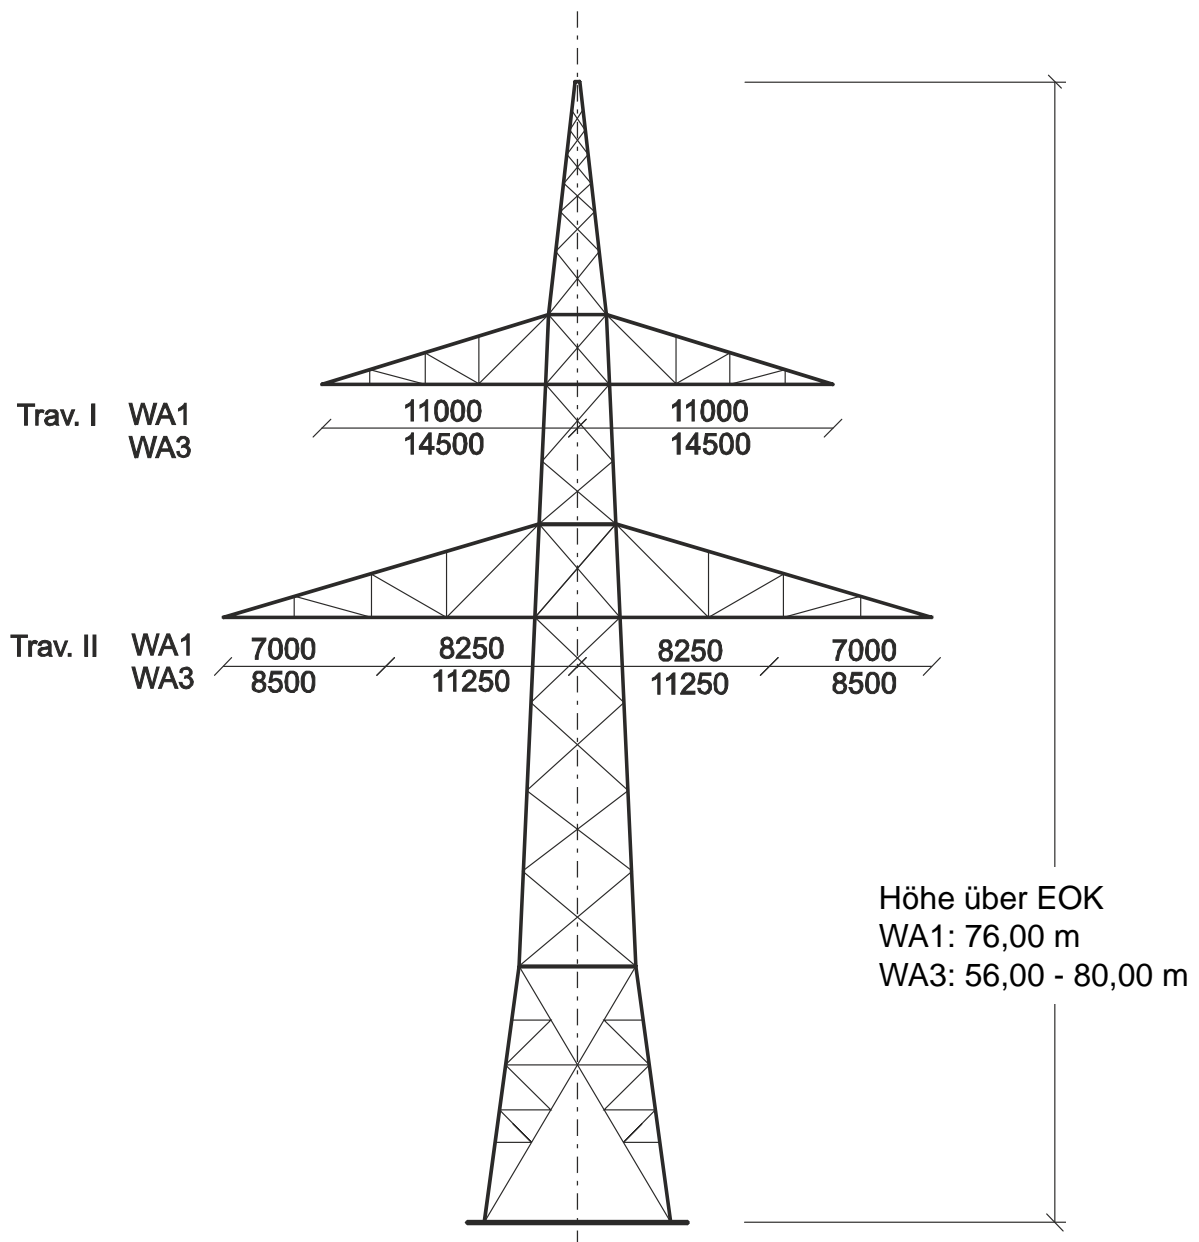 Trav. I WA1 11000 11000
WA3 14500 14500
Trav. II WA1 7000 8250 8250 7000
WA3 8500 11250 11250 8500
Höhe über EOK
WA1: 76,00 m
WA3: 56,00 - 80,00 m